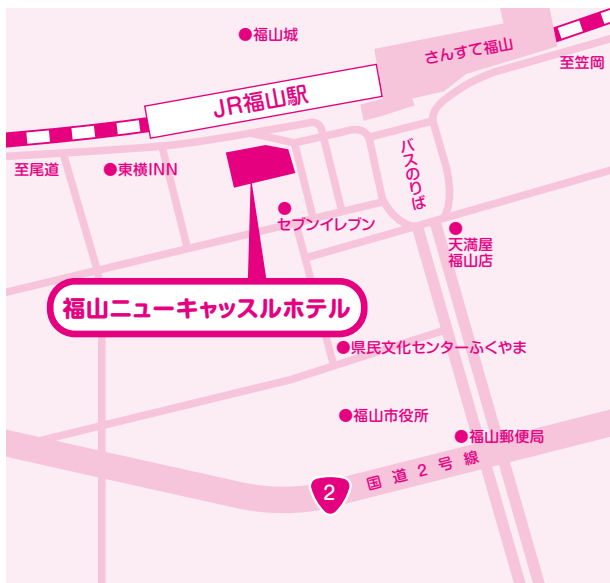 福山城
さんすて福山
至笠岡
JR福山駅
至尾道
東横INN
バスのりば
セブンイレブン
天満屋
福山店
福山ニューキャッスルホテル
県民文化センターふくやま
福山市役所
福山郵便局
国道2号線
2